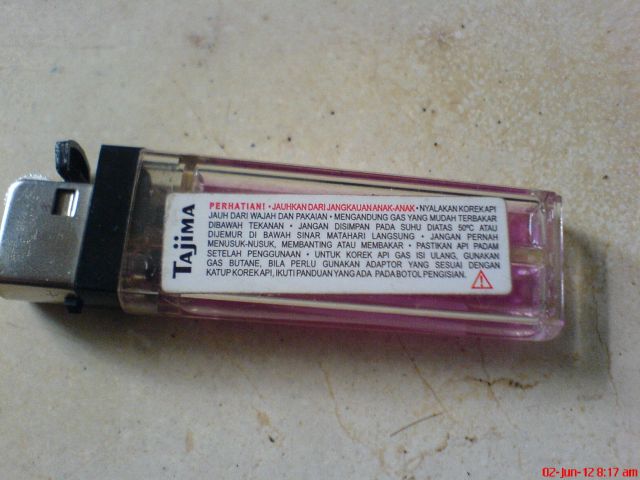 TAJIMA
PERHATIAN! • JAUHKAN DARI JANGKAUAN ANAK-ANAK • NYALAKAN KOREK API
JAUH DARI WAJAH DAN PAKAIAN • MENGANDUNG GAS YANG MUDAH TERBAKAR
DIBAWAH TEKANAN • JANGAN DISIMPAN PADA SUHU DIATAS 50°C ATAU
DIJEMUR DI BAWAH SINAR MATAHARI LANGSUNG • JANGAN PERNAH
MENUSUK-NUSUK, MEMBANTING ATAU MEMBAKAR • PASTIKAN API PADAM
SETELAH PENGGUNAAN • UNTUK KOREK API GAS ISI ULANG, GUNAKAN
GAS BUTANE, BILA PERLU GUNAKAN ADAPTOR YANG SESUAI DENGAN
KATUP KOREK API, IKUTI PANDUAN YANG ADA PADA BOTOL PENGISIAN.
02-Jun-12 8:17 am